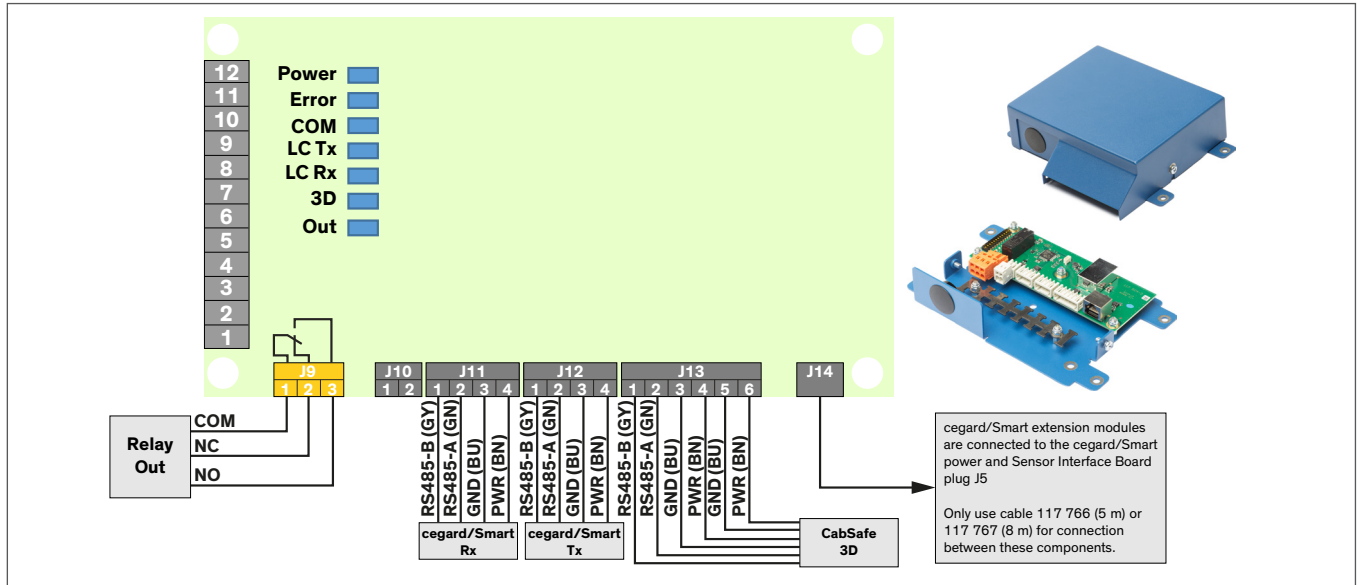 12
11
10
9
8
7
6
5
4
3
2
1
Power
Error
COM
LC Tx
LC Rx
3D
Out
J9
1 2 3
J10
1 2
J11
1 2 3 4
J12
1 2 3 4
J13
1 2 3 4 5 6
J14
Relay
Out
COM
NC
NO
RS485-B (GY)
RS485-A (GN)
GND (BU)
PWR (BN)
RS485-B (GY)
RS485-A (GN)
GND (BU)
PWR (BN)
RS485-B (GY)
RS485-A (GN)
GND (BU)
PWR (BN)
GND (BU)
PWR (BN)
cegard/Smart
Rx
cegard/Smart
Tx
CabSafe
3D
cegard/Smart extension modules
are connected to the cegard/Smart
power and Sensor Interface Board
plug J5
Only use cable 117 766 (5 m) or
117 767 (8 m) for connection
between these components.